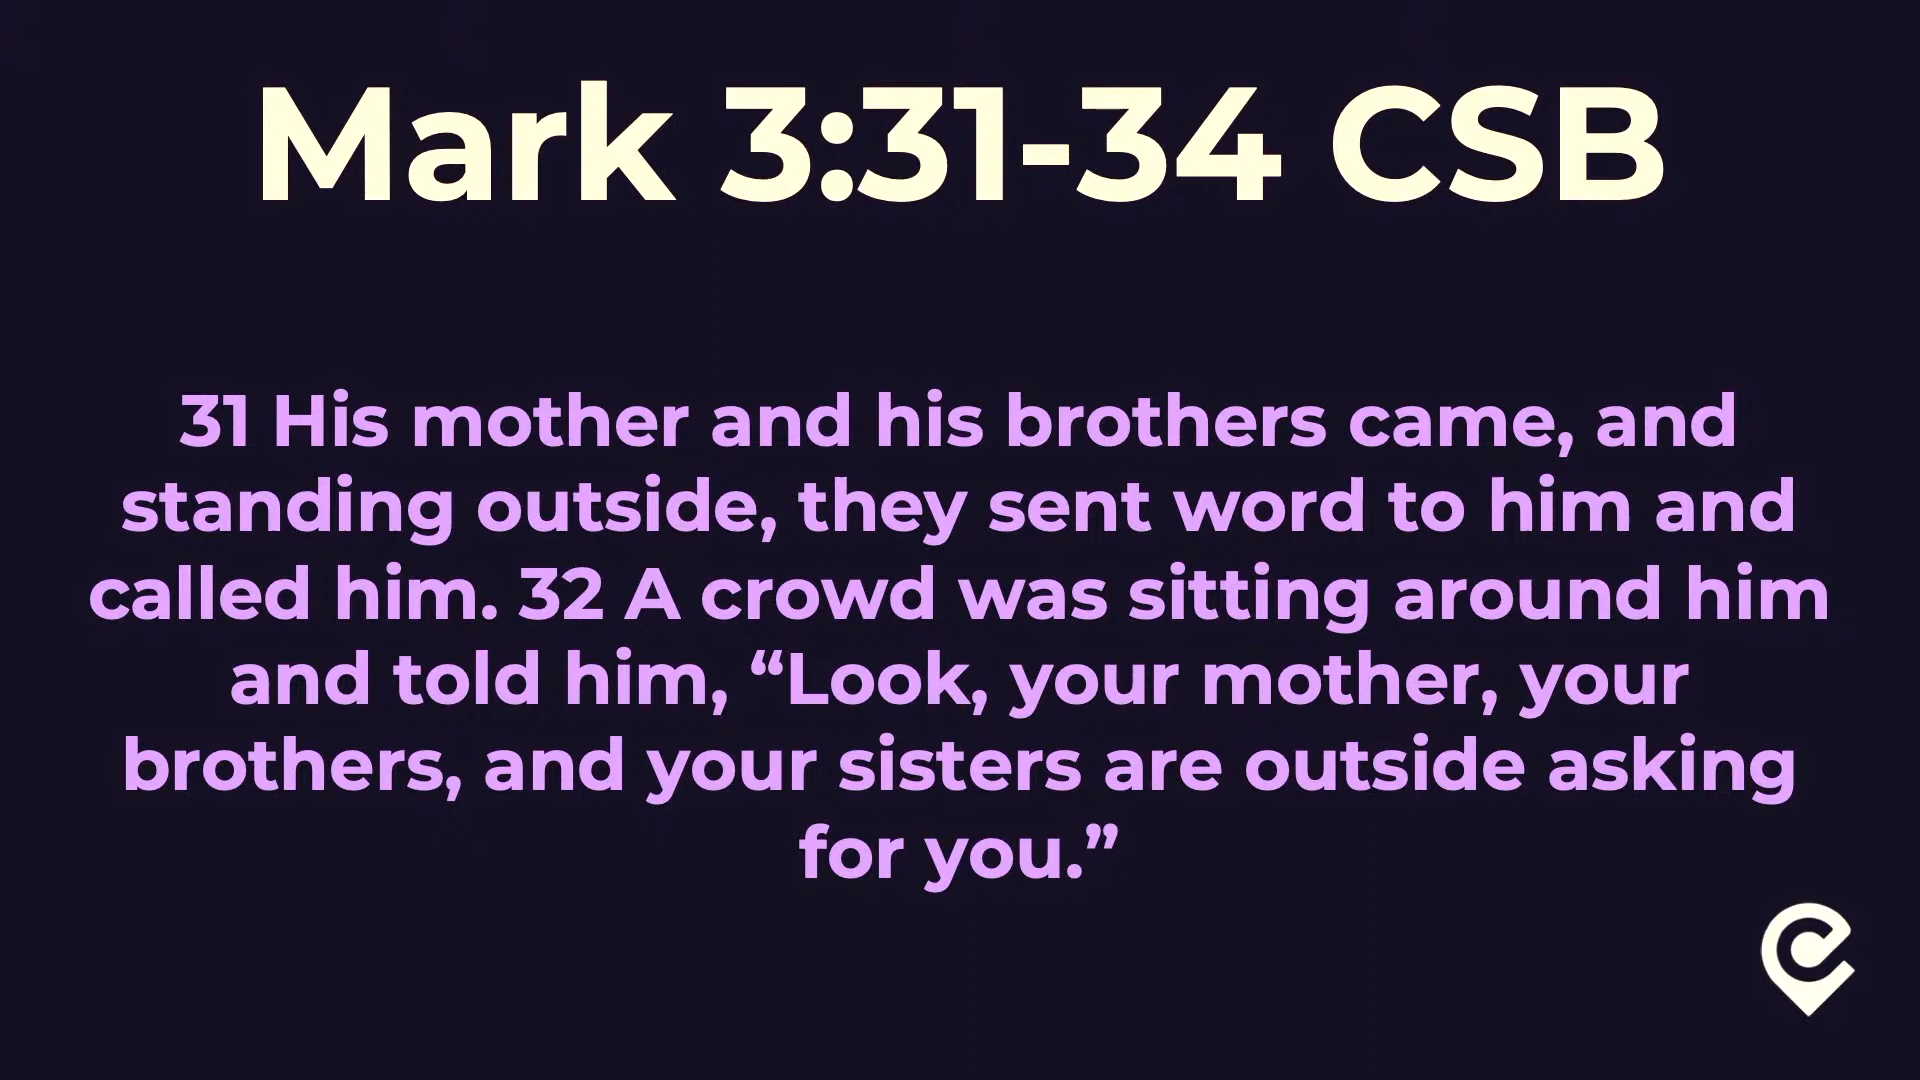 Mark 3:31-34 CSB
31 His mother and his brothers came, and
standing outside, they sent word to him and
called him. 32 A crowd was sitting around him
and told him, “Look, your mother, your
brothers, and your sisters are outside asking
for you.”